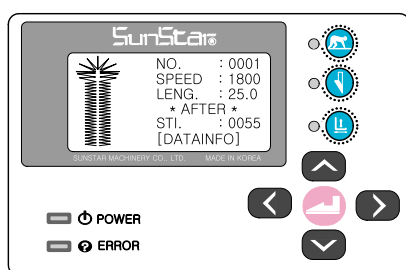 SunStar
NO. : 0001
SPEED : 1800
LENG. : 25.0
* AFTER *
STI. : 0055
[DATAINFO]
SUNSTAR MACHINERY CO., LTD. MADE IN KOREA
POWER
ERROR